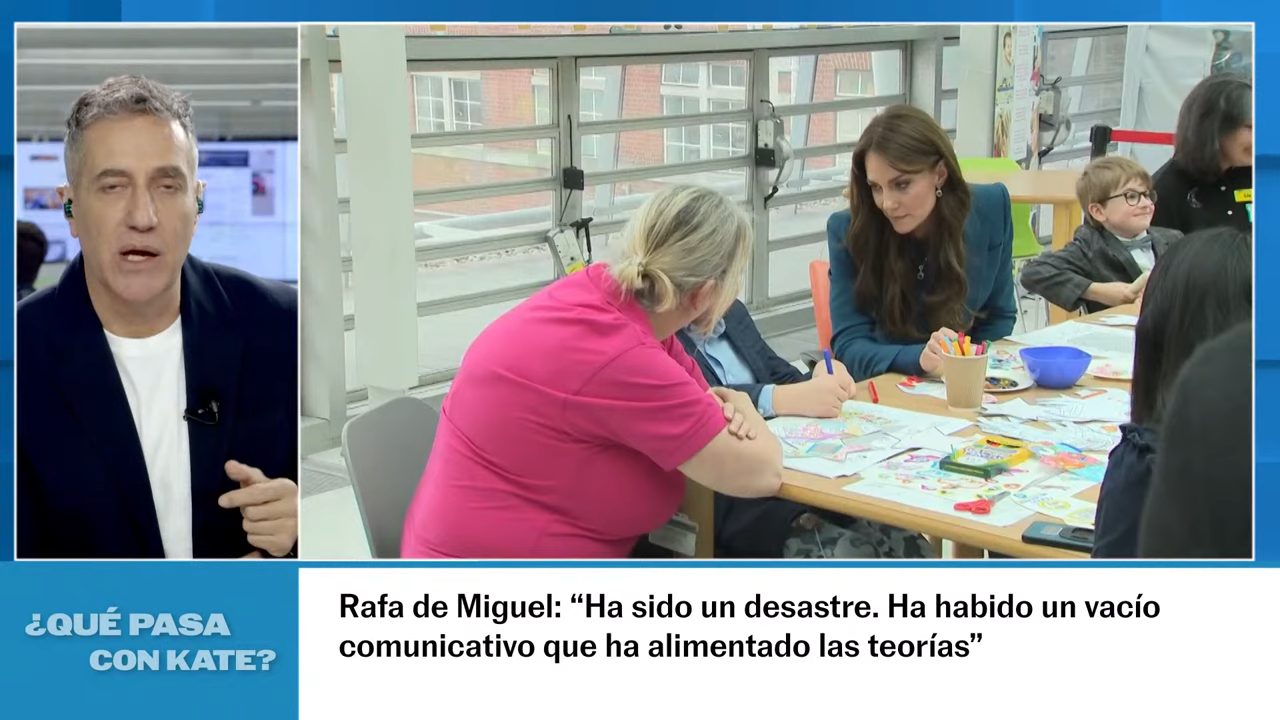 ¿QUÉ PASA
CON KATE?
Rafa de Miguel: “Ha sido un desastre. Ha habido un vacío
comunicativo que ha alimentado las teorías”